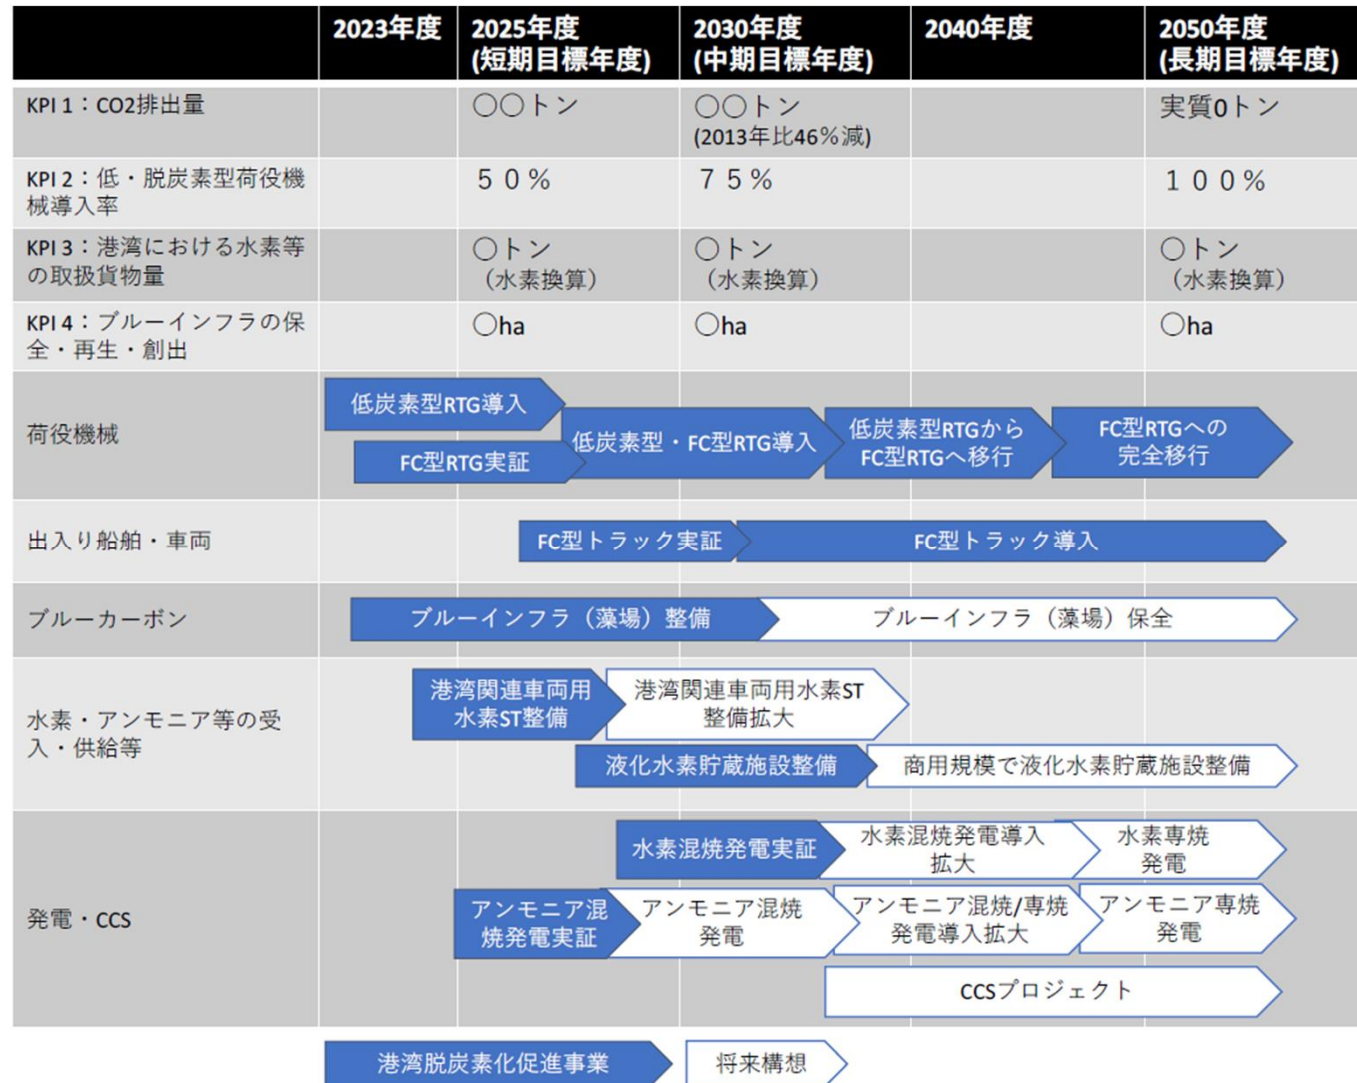 2023年度
2025年度
(短期目標年度)
2030年度
(中期目標年度)
2040年度
2050年度
(長期目標年度)
KPI 1：CO2排出量
○○トン
○○トン
(2013年比46％減)
実質0トン
KPI 2：低・脱炭素型荷役機
械導入率
５０％
７５％
１００％
KPI 3：港湾における水素等
の取扱貨物量
○トン
（水素換算）
○トン
（水素換算）
○トン
（水素換算）
KPI 4：ブルーインフラの保
全・再生・創出
○ha
○ha
○ha
荷役機械
低炭素型RTG導入
FC型RTG実証
低炭素型・FC型RTG導入
低炭素型RTGから
FC型RTGへ移行
FC型RTGへの
完全移行
出入り船舶・車両
FC型トラック実証
FC型トラック導入
ブルーカーボン
ブルーインフラ（藻場）整備
ブルーインフラ（藻場）保全
水素・アンモニア等の受
入・供給等
港湾関連車両用
水素ST整備
港湾関連車両用水素ST
整備拡大
液化水素貯蔵施設整備
商用規模で液化水素貯蔵施設整備
発電・CCS
水素混焼発電実証
水素混焼発電導入
拡大
水素専焼
発電
アンモニア混
焼発電実証
アンモニア混焼
発電
アンモニア混焼/専焼
発電導入拡大
アンモニア専焼
発電
CCSプロジェクト
港湾脱炭素化促進事業
将来構想